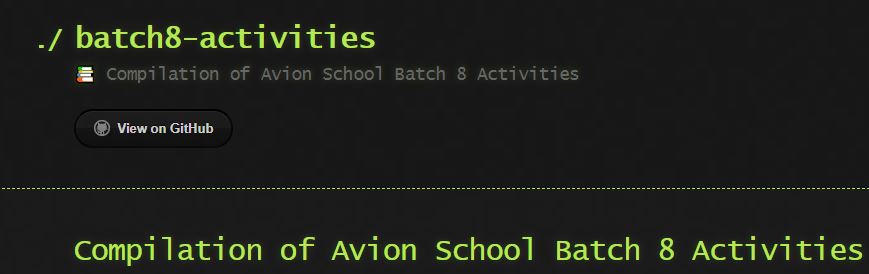 ./ batch8-activities
📚 Compilation of Avion School Batch 8 Activities
View on GitHub
Compilation of Avion School Batch 8 Activities